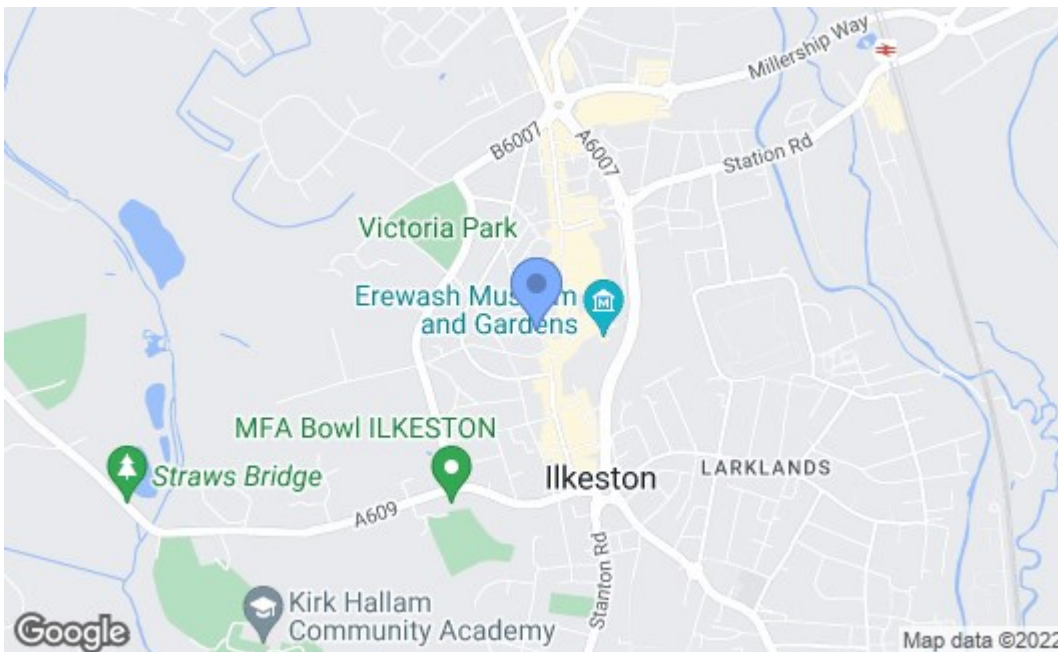 Millership Way
B6007
A6007
Station Rd
Victoria Park
Erewash Museum
and Gardens
M
MFA Bowl ILKESTON
Straws Bridge
Ilkeston
LARKLANDS
A609
Stanton Rd
Kirk Hallam
Community Academy
Google
Map data ©2022